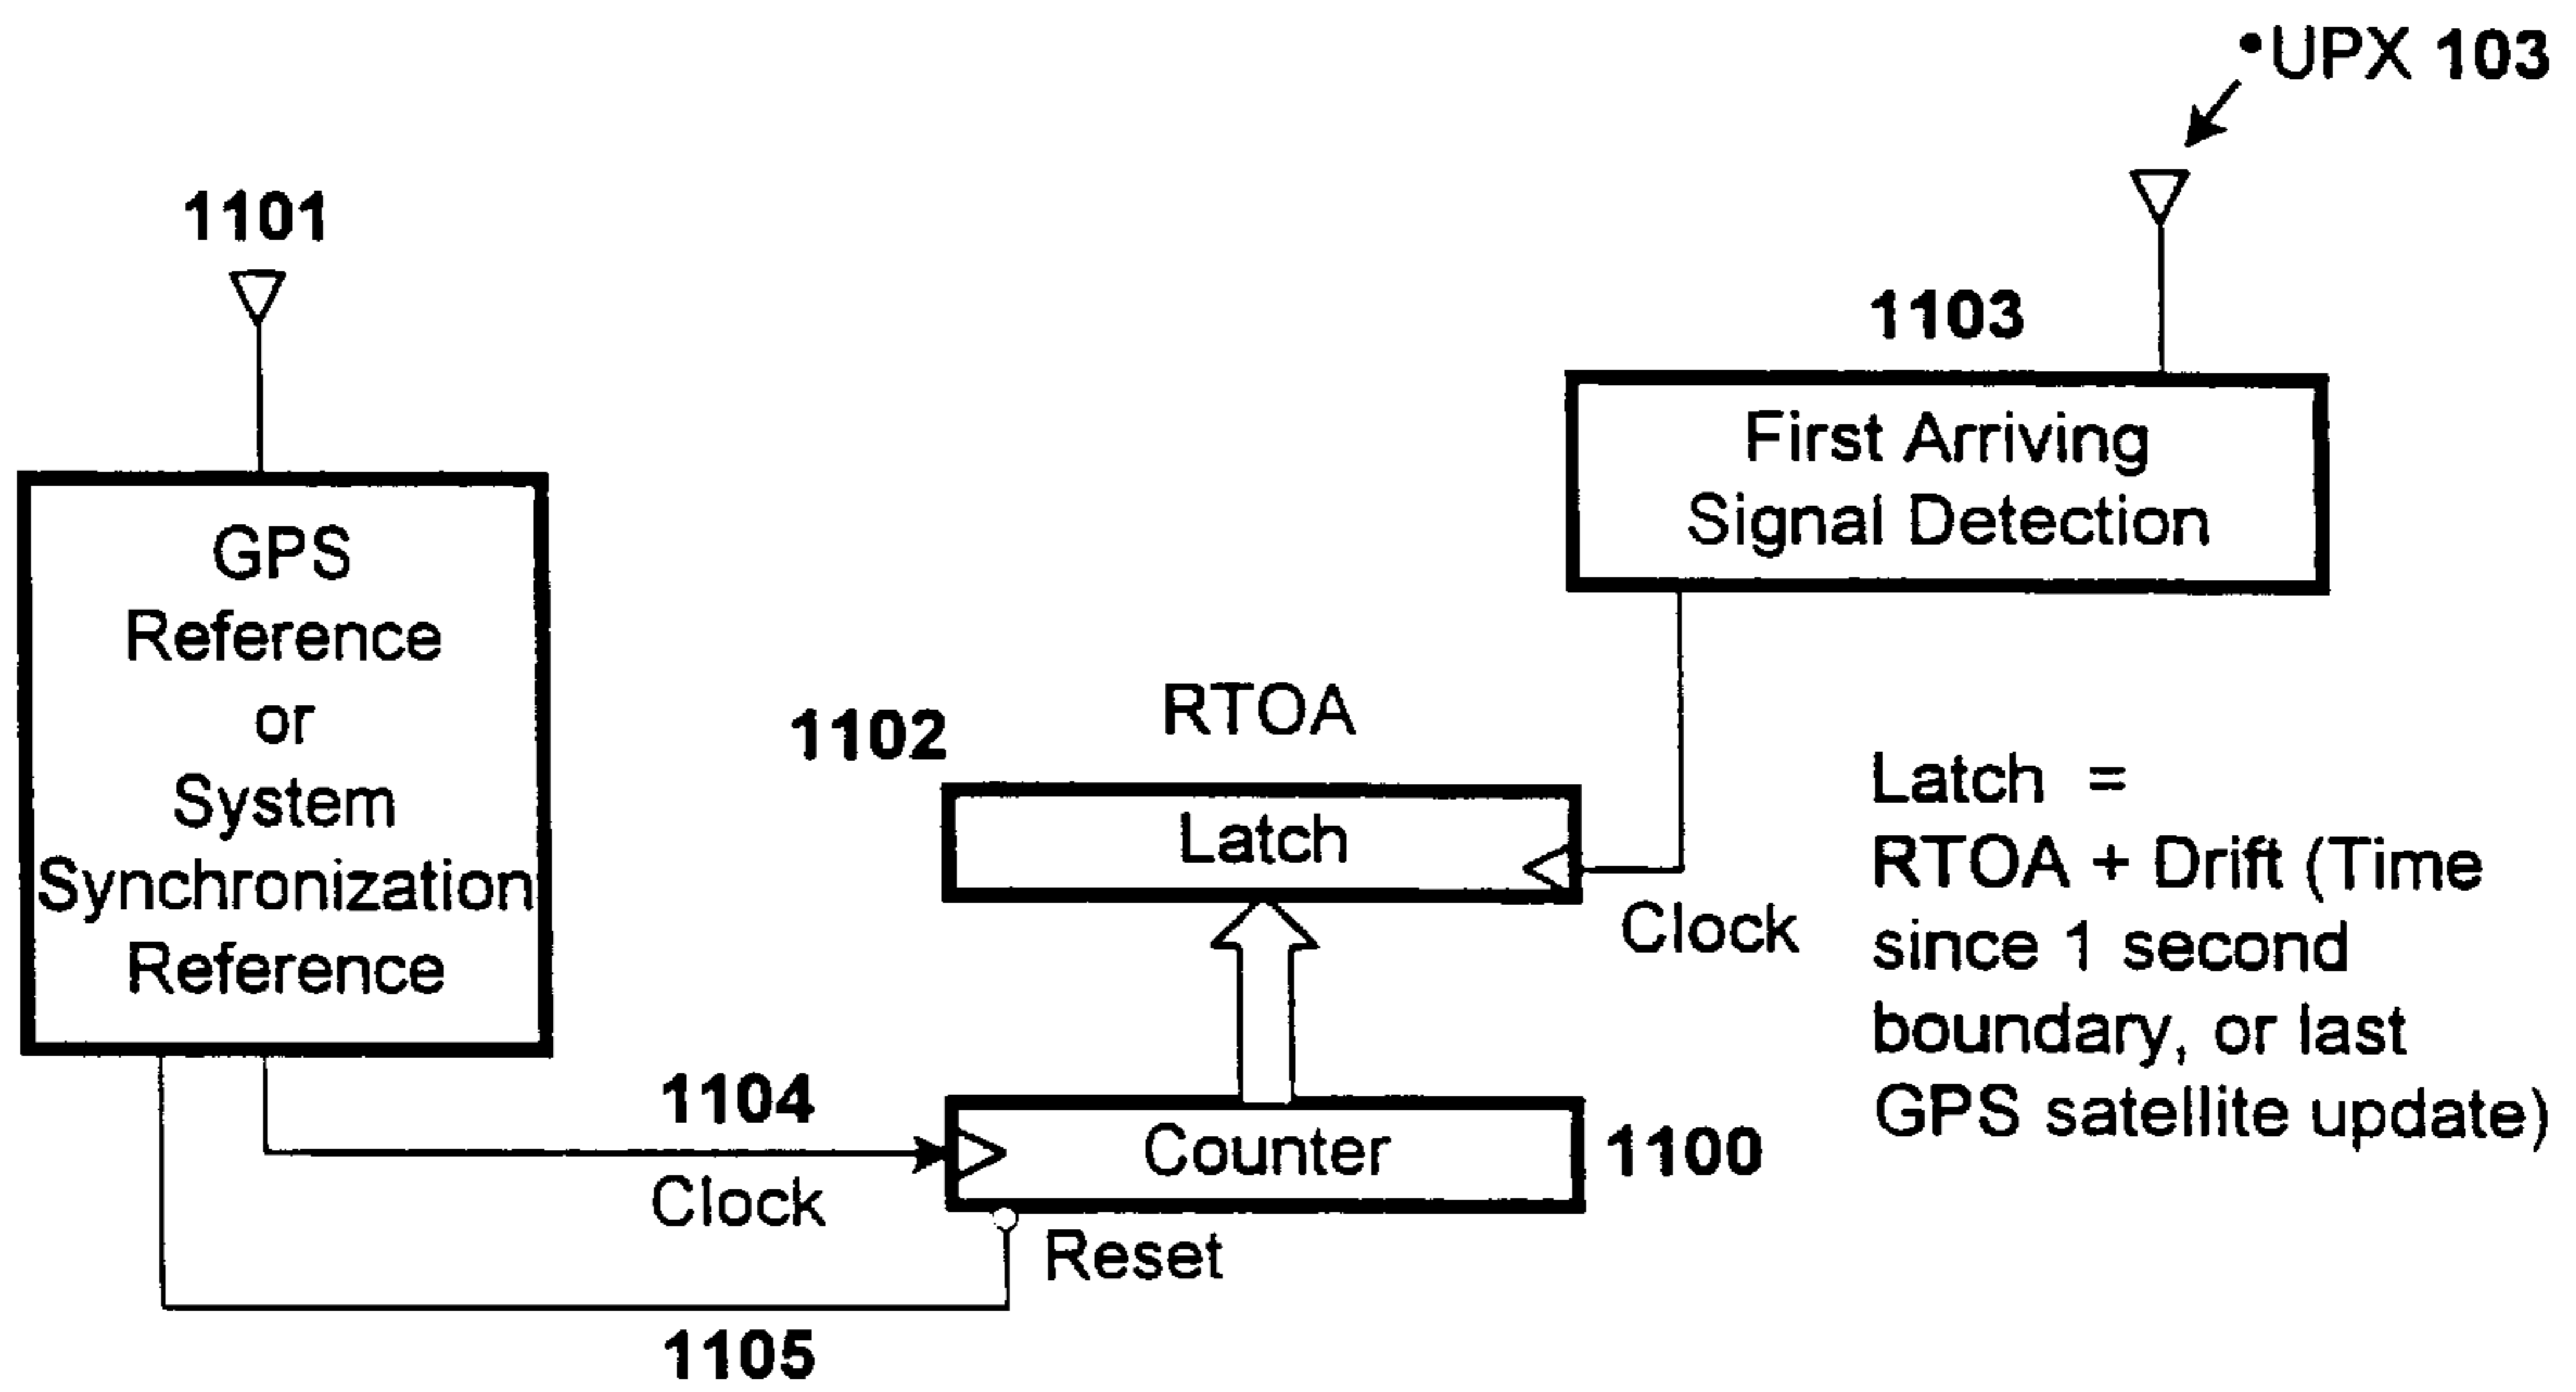 •UPX 103
1101
1103
First Arriving
Signal Detection
GPS
Reference
or
System
Synchronization
Reference
RTOA
1102
Latch
Clock
Latch =
RTOA + Drift (Time
since 1 second
boundary, or last
GPS satellite update)
1104
Clock
Counter
1100
Reset
1105